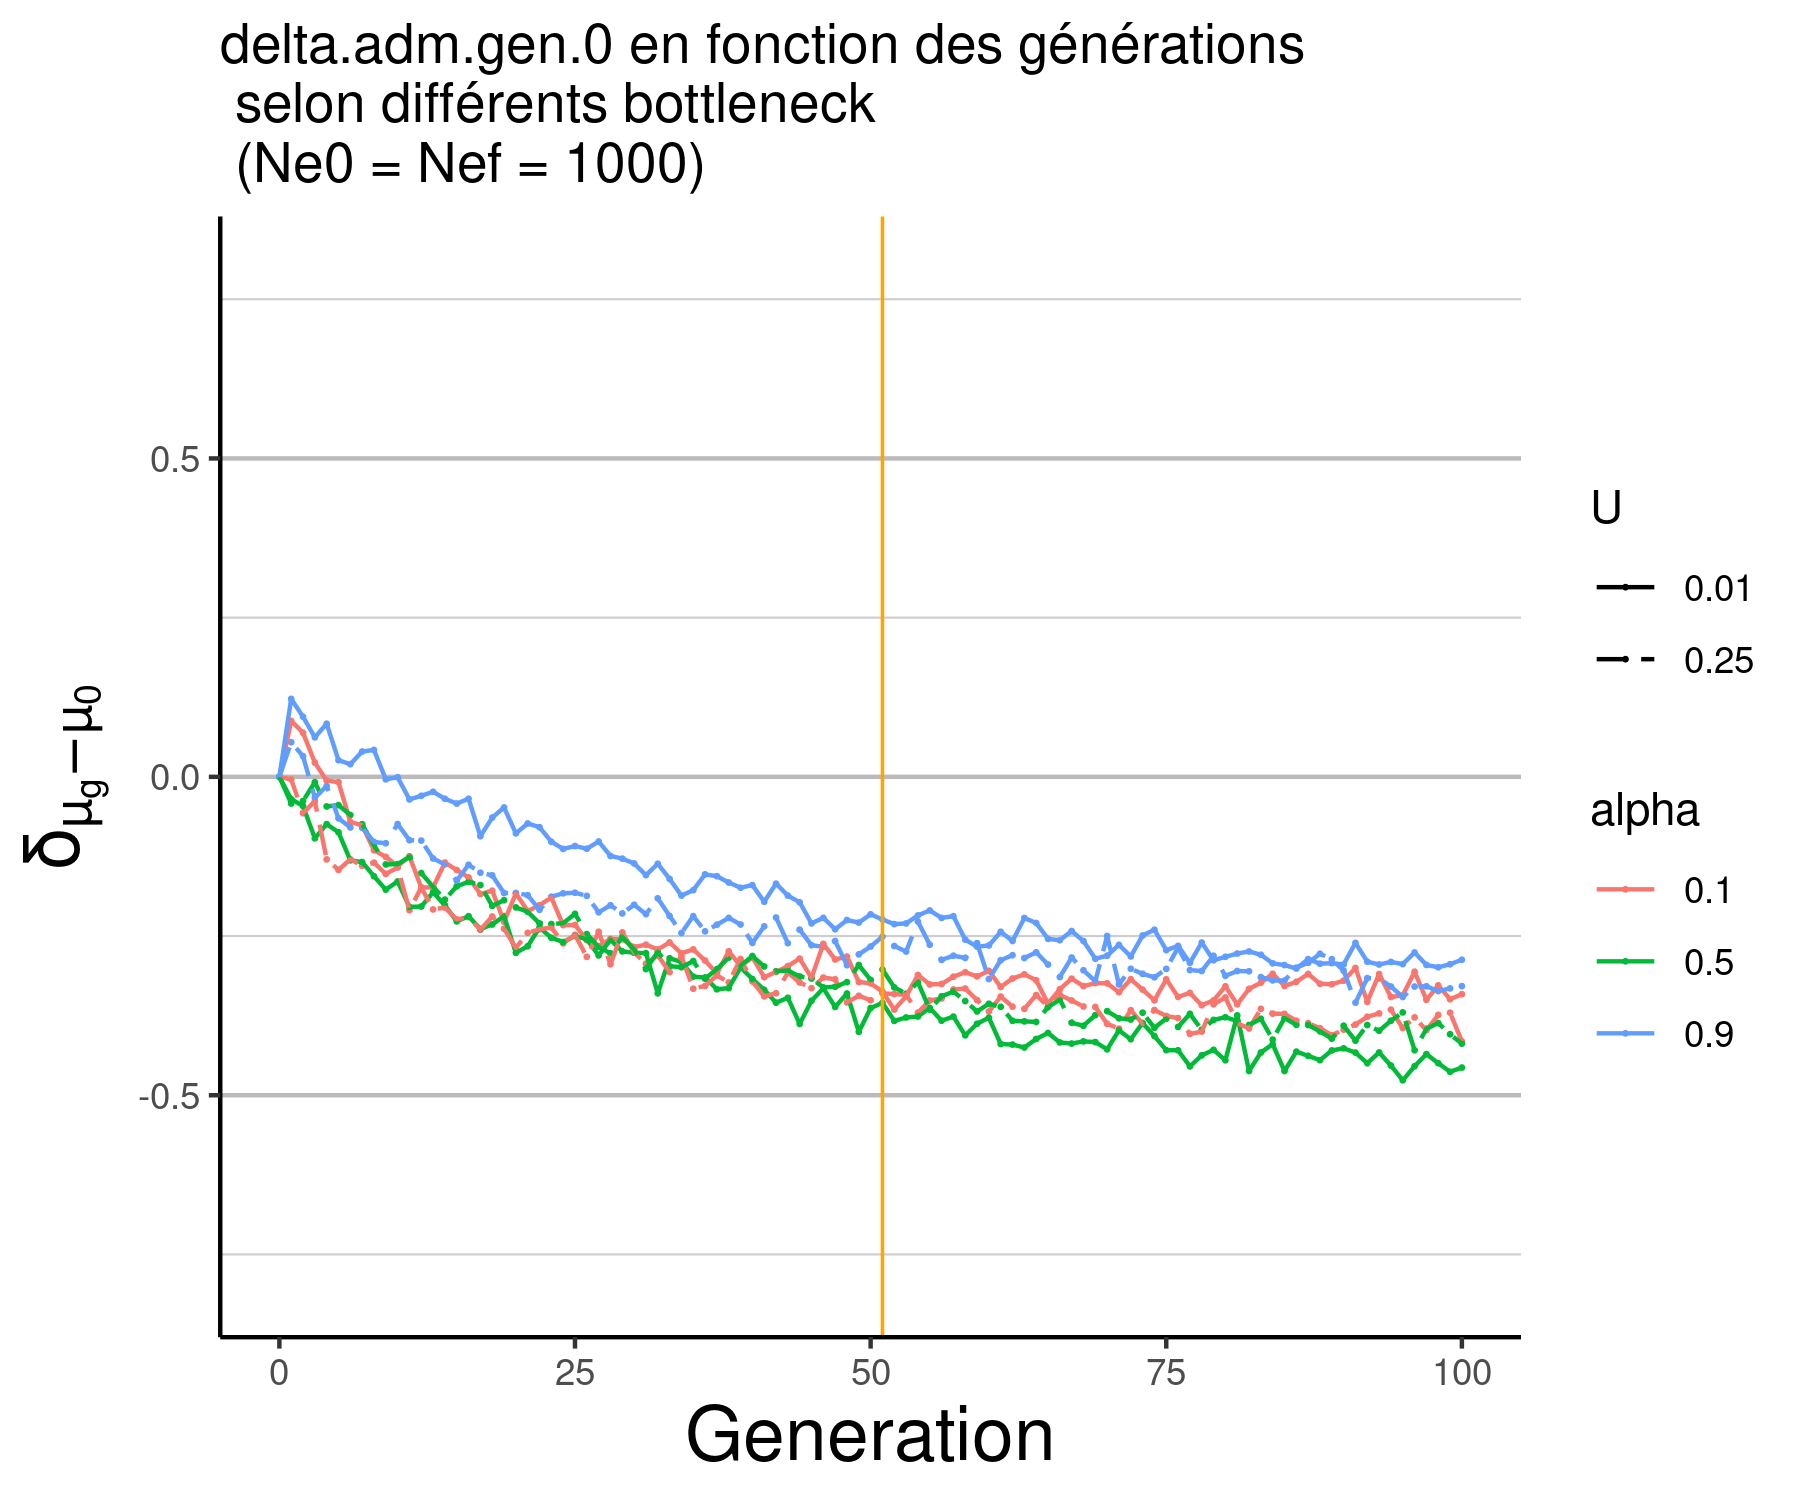 delta.adm.gen.0 en fonction des générations
selon différents bottleneck
(Ne0 = Nef = 1000)
δμg−μ0
0.5
0.0
-0.5
0
25
50
75
100
Generation
U
0.01
0.25
alpha
0.1
0.5
0.9